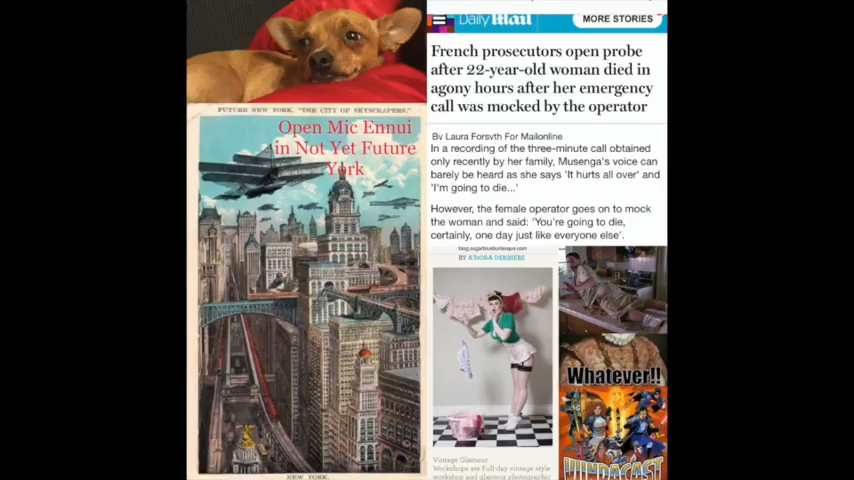 FUTURE NEW YORK, "THE CITY OF SKYSCRAPERS."
Open Mic Ennui
in Not Yet Future
York
NEW YORK.
Daily Mail
MORE STORIES
French prosecutors open probe
after 22-year-old woman died in
agony hours after her emergency
call was mocked by the operator
By Laura Forsyth For Mailonline
In a recording of the three-minute call obtained
only recently by her family, Musenga's voice can
barely be heard as she says 'It hurts all over' and
'I'm going to die...'
However, the female operator goes on to mock
the woman and said: 'You're going to die,
certainly, one day just like everyone else'.
blog.sugarblueburlesque.com
BY A'DORA DERRIERE
Vintage Glamour
Workshops are Full-day vintage style
workshop and glamour photographic
Whatever!!
VUNDACAST